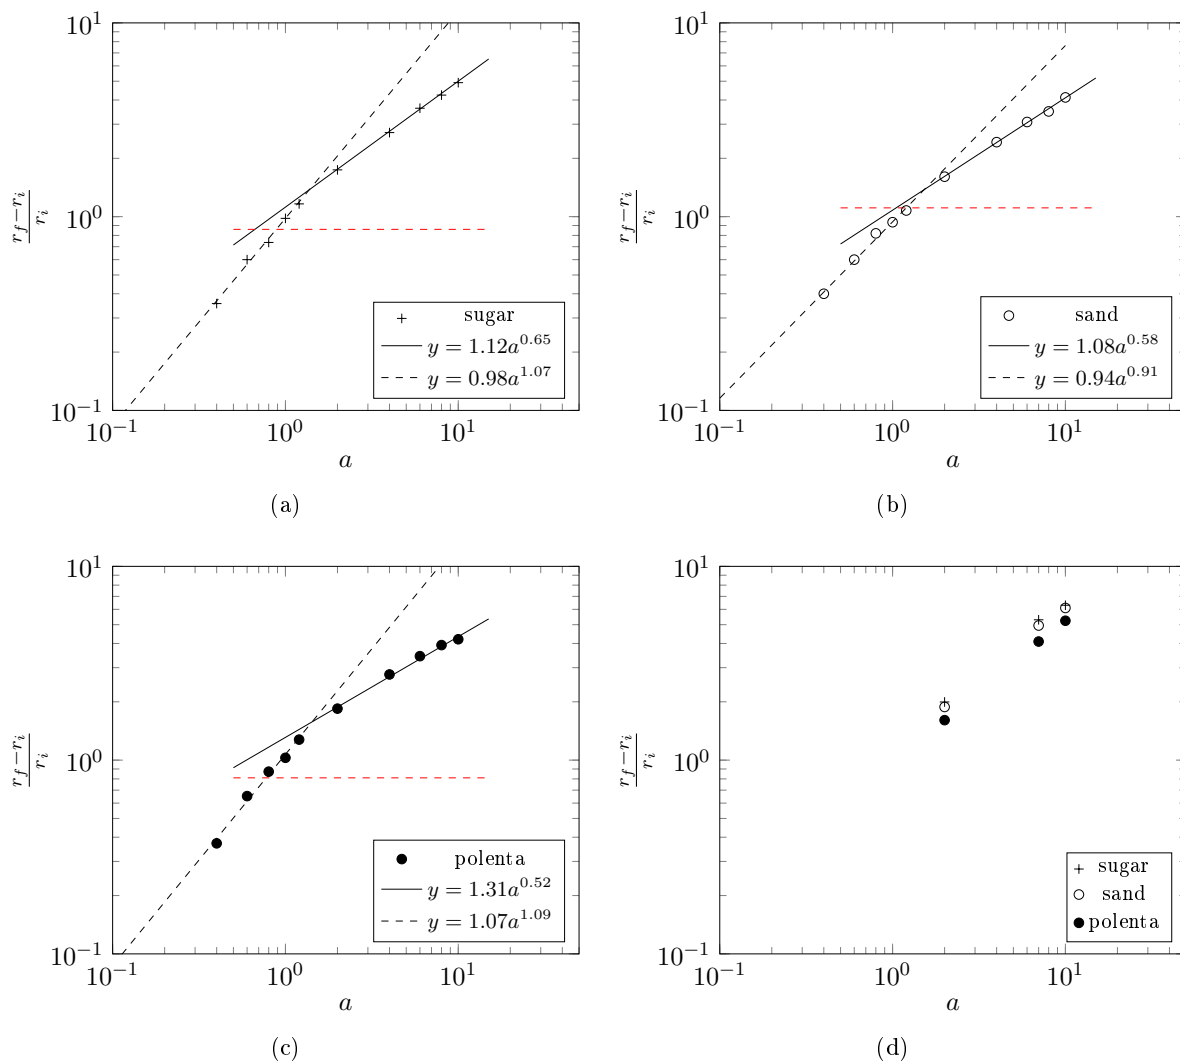 10^1
10^0
10^{-1}
\frac{r_f - r_i}{r_i}
sugar
y = 1.12a^{0.65}
y = 0.98a^{1.07}
10^{-1} 10^0 10^1
a
(a)
10^1
10^0
10^{-1}
\frac{r_f - r_i}{r_i}
sand
y = 1.08a^{0.58}
y = 0.94a^{0.91}
10^{-1} 10^0 10^1
a
(b)
10^1
10^0
10^{-1}
\frac{r_f - r_i}{r_i}
polenta
y = 1.31a^{0.52}
y = 1.07a^{1.09}
10^{-1} 10^0 10^1
a
(c)
10^1
10^0
10^{-1}
\frac{r_f - r_i}{r_i}
sugar
sand
polenta
10^{-1} 10^0 10^1
a
(d)